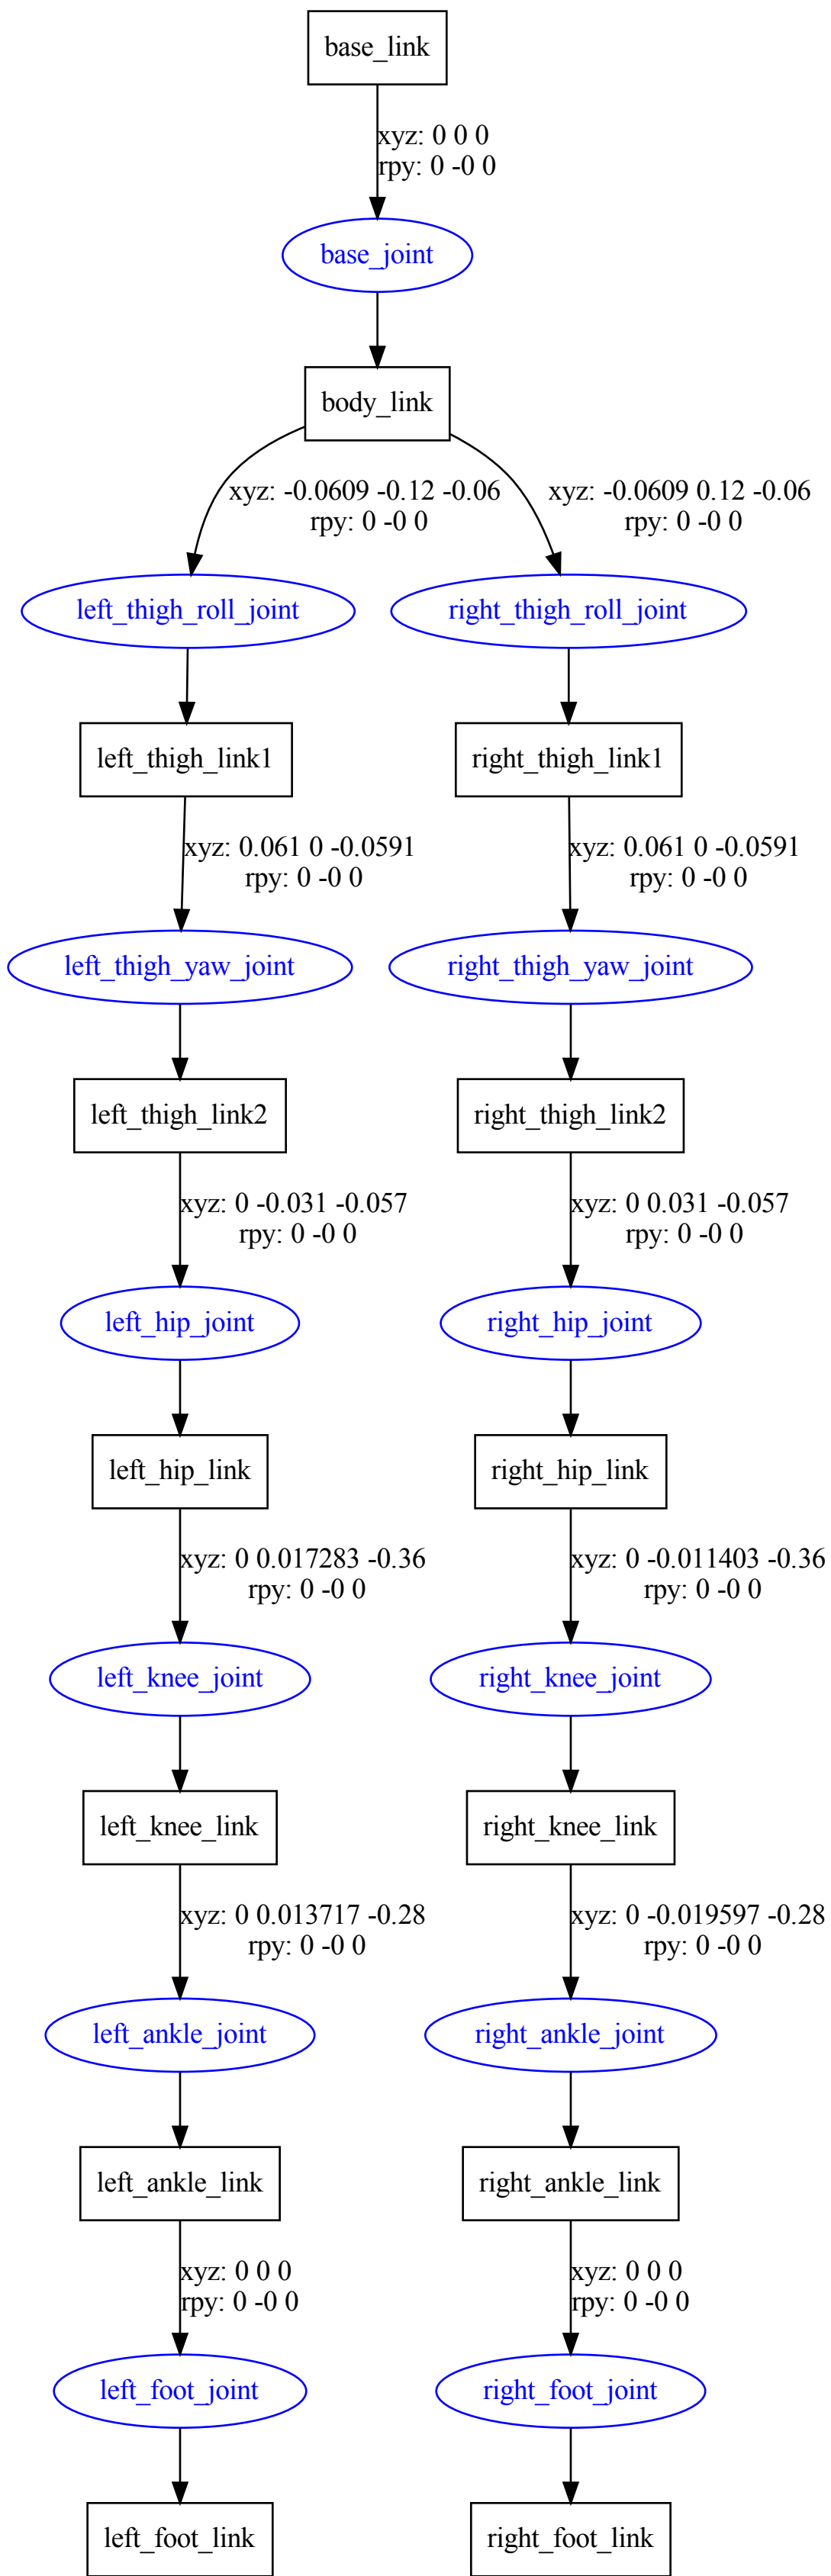 base_link
xyz: 0 0 0
rpy: 0 -0 0
base_joint
body_link
xyz: -0.0609 -0.12 -0.06
rpy: 0 -0 0
xyz: -0.0609 0.12 -0.06
rpy: 0 -0 0
left_thigh_roll_joint
right_thigh_roll_joint
left_thigh_link1
right_thigh_link1
xyz: 0.061 0 -0.0591
rpy: 0 -0 0
xyz: 0.061 0 -0.0591
rpy: 0 -0 0
left_thigh_yaw_joint
right_thigh_yaw_joint
left_thigh_link2
right_thigh_link2
xyz: 0 -0.031 -0.057
rpy: 0 -0 0
xyz: 0 0.031 -0.057
rpy: 0 -0 0
left_hip_joint
right_hip_joint
left_hip_link
right_hip_link
xyz: 0 0.017283 -0.36
rpy: 0 -0 0
xyz: 0 -0.011403 -0.36
rpy: 0 -0 0
left_knee_joint
right_knee_joint
left_knee_link
right_knee_link
xyz: 0 0.013717 -0.28
rpy: 0 -0 0
xyz: 0 -0.019597 -0.28
rpy: 0 -0 0
left_ankle_joint
right_ankle_joint
left_ankle_link
right_ankle_link
xyz: 0 0 0
rpy: 0 -0 0
xyz: 0 0 0
rpy: 0 -0 0
left_foot_joint
right_foot_joint
left_foot_link
right_foot_link